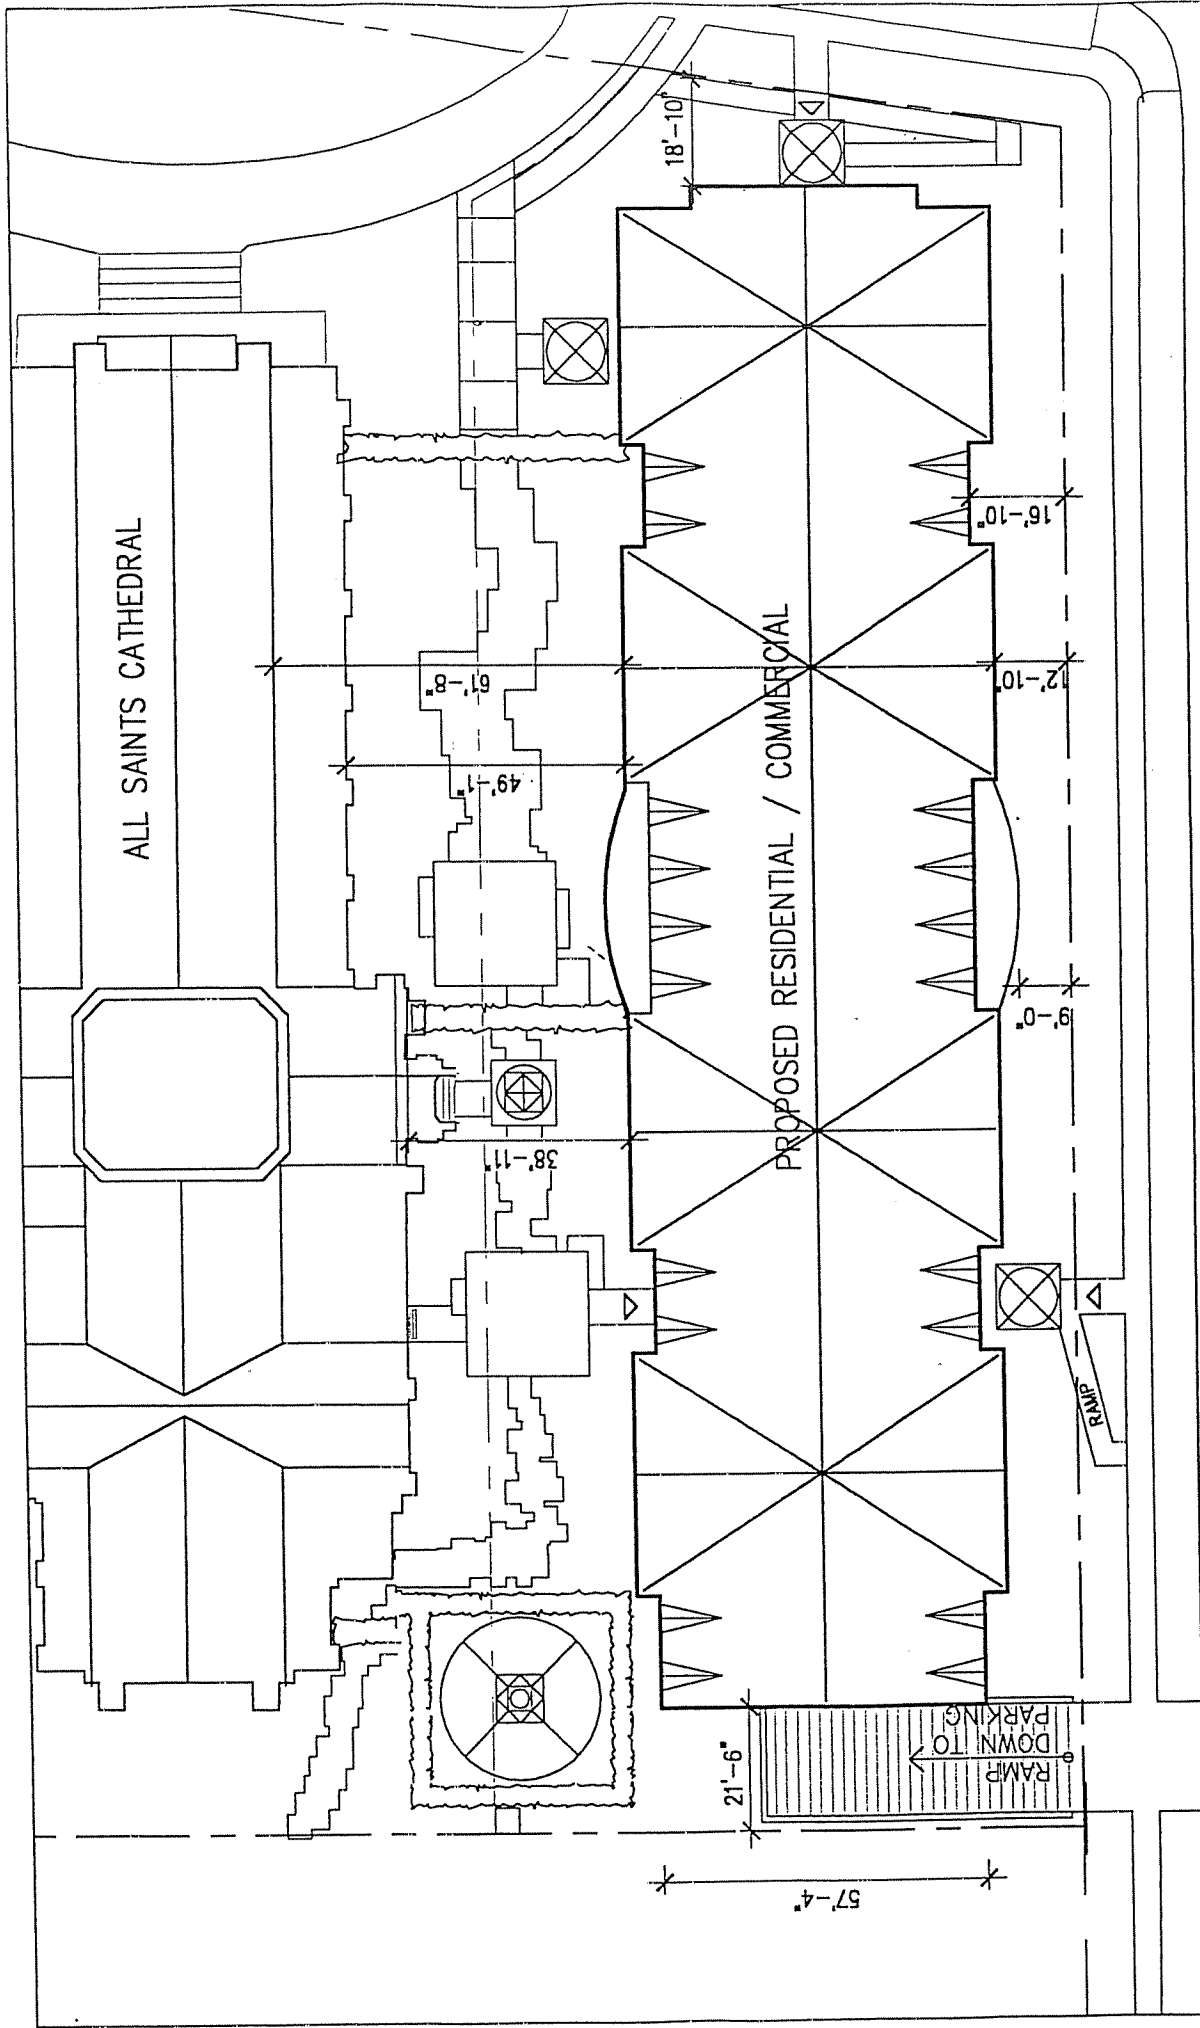 18'-10"
ALL SAINTS CATHEDRAL
16'-10"
61'-8"
12'-10"
49'-1"
PROPOSED RESIDENTIAL / COMMERCIAL
9'-0"
38'-11"
RAMP
RAMP
DOWN TO
PARKING
21'-6"
57'-4"